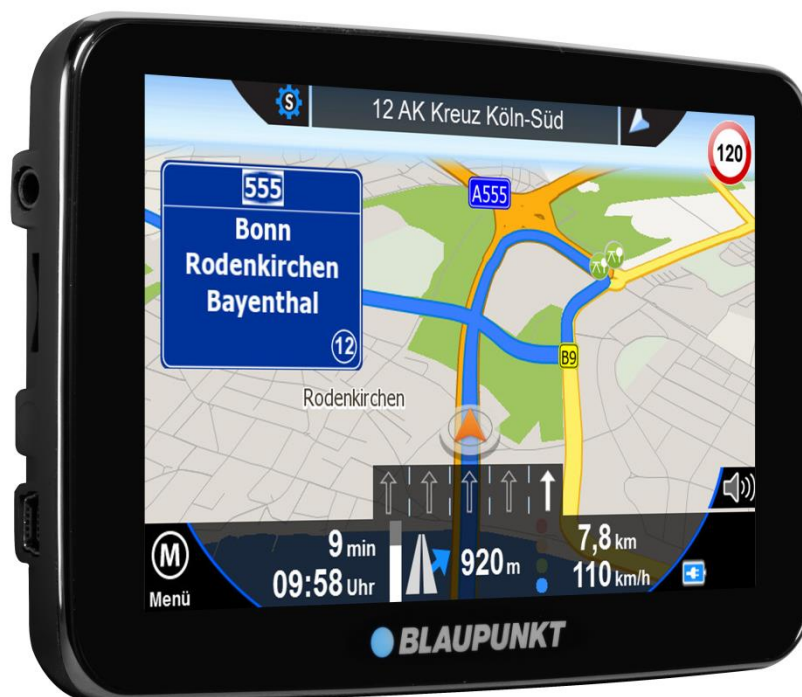 S
12 AK Kreuz Köln-Süd
120
555
Bonn
Rodenkirchen
Bayenthal
12
A555
B9
Rodenkirchen
M
Menü
9 min
09:58 Uhr
920 m
7,8 km
110 km/h
BLAUPUNKT